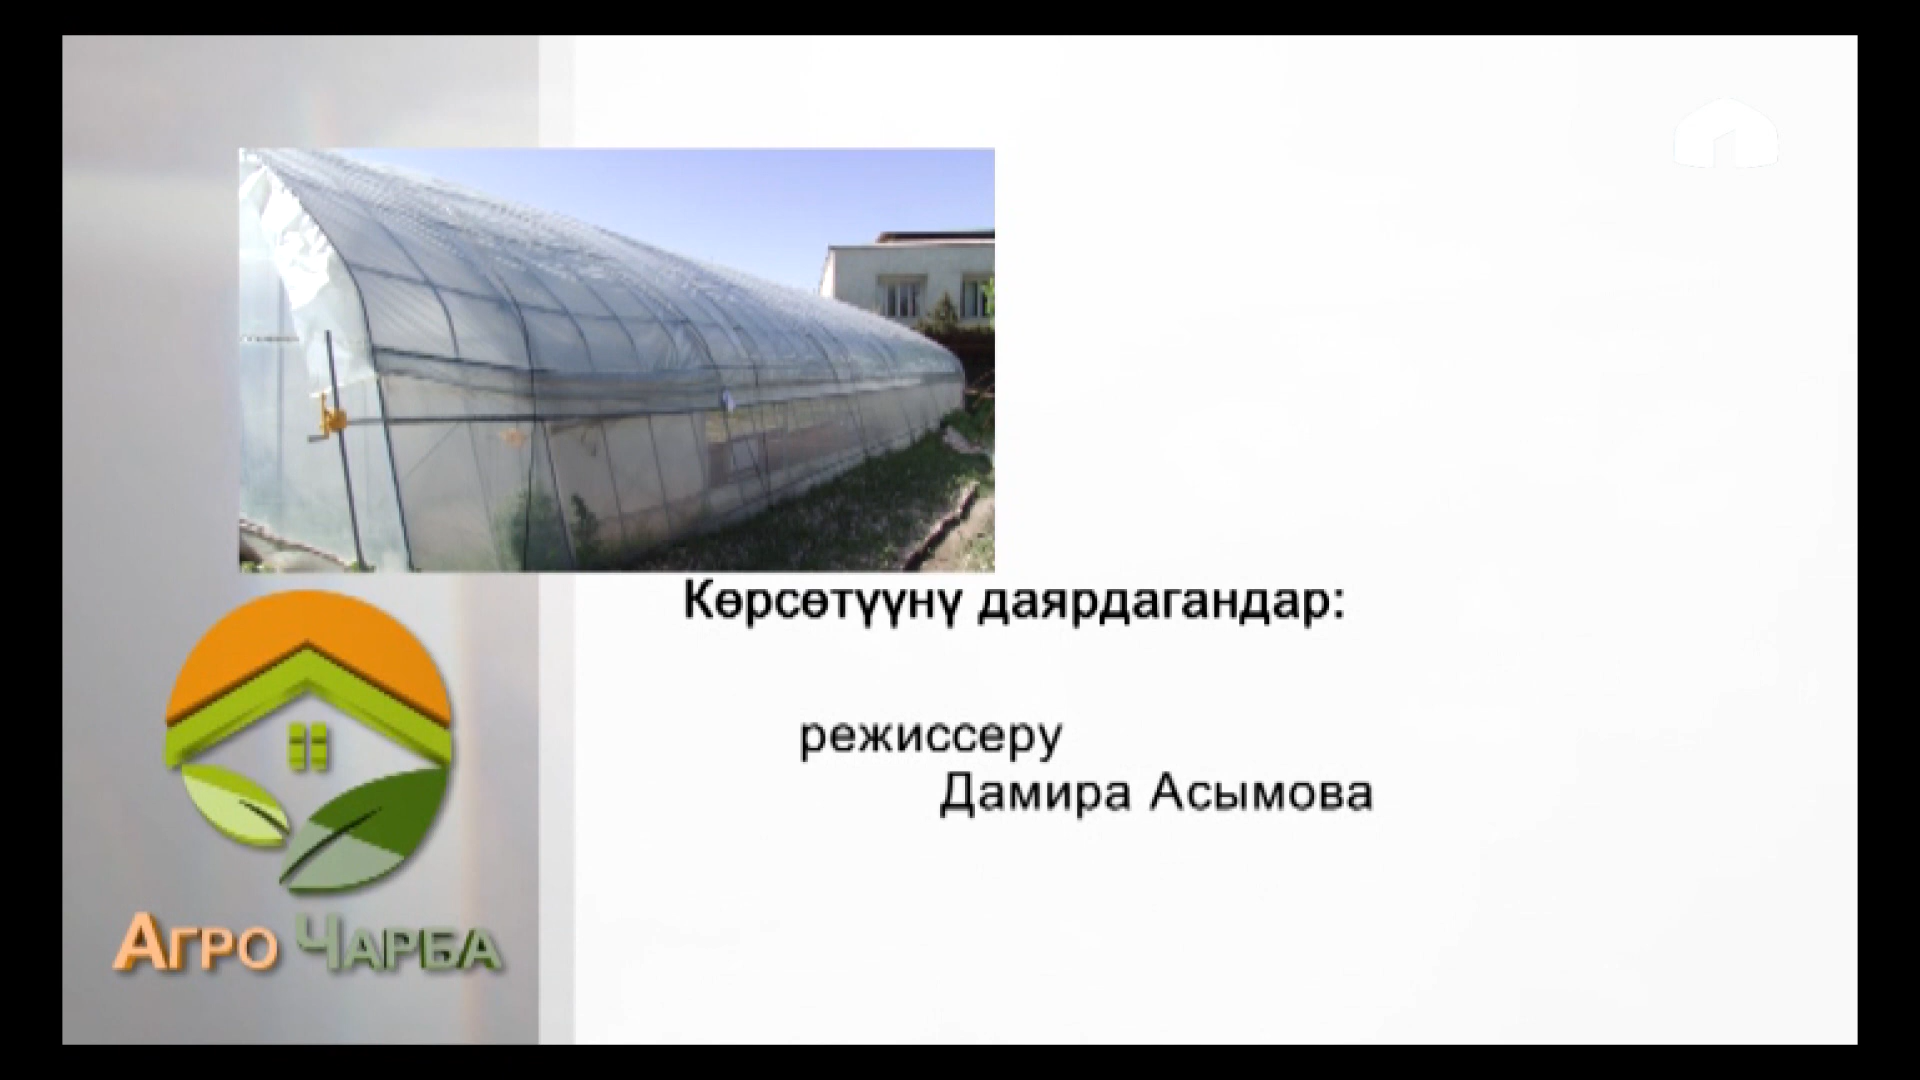 Көрсөтүүнү даярдагандар:
режиссеру
Дамира Асымова
Агро Чарба